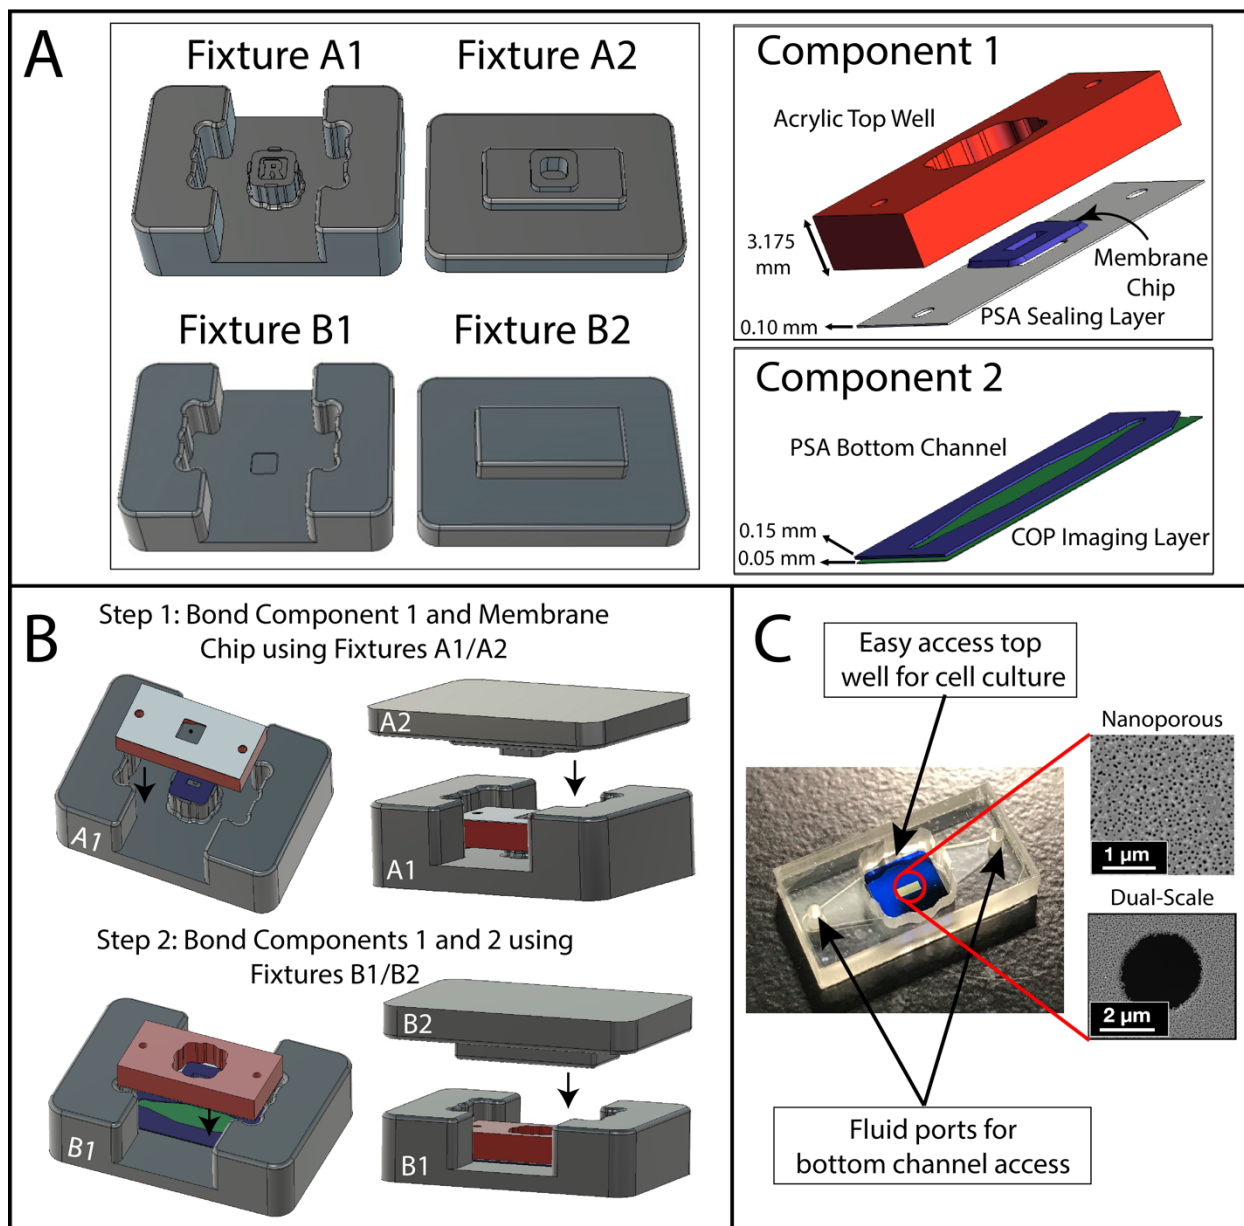 A
Fixture A1
Fixture A2
R
Fixture B1
Fixture B2
Component 1
Acrylic Top Well
3.175
mm
Membrane
Chip
0.10 mm
PSA Sealing Layer
Component 2
PSA Bottom Channel
0.15 mm
0.05 mm
COP Imaging Layer
B
Step 1: Bond Component 1 and Membrane
Chip using Fixtures A1/A2
A1
A2
A1
Step 2: Bond Components 1 and 2 using
Fixtures B1/B2
B1
B2
B1
C
Easy access top
well for cell culture
Nanoporous
1 µm
Dual-Scale
2 µm
Fluid ports for
bottom channel access